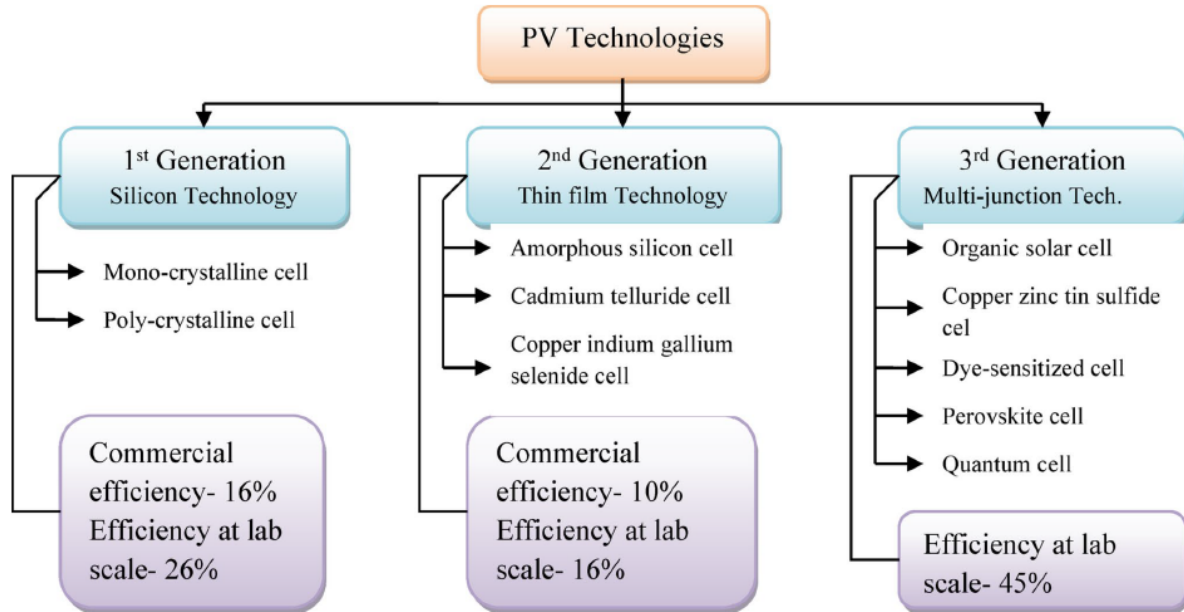 PV Technologies
1st Generation
Silicon Technology
Mono-crystalline cell
Poly-crystalline cell
Commercial
efficiency- 16%
Efficiency at lab
scale- 26%
2nd Generation
Thin film Technology
Amorphous silicon cell
Cadmium telluride cell
Copper indium gallium
selenide cell
Commercial
efficiency- 10%
Efficiency at lab
scale- 16%
3rd Generation
Multi-junction Tech.
Organic solar cell
Copper zinc tin sulfide
cel
Dye-sensitized cell
Perovskite cell
Quantum cell
Efficiency at lab
scale- 45%